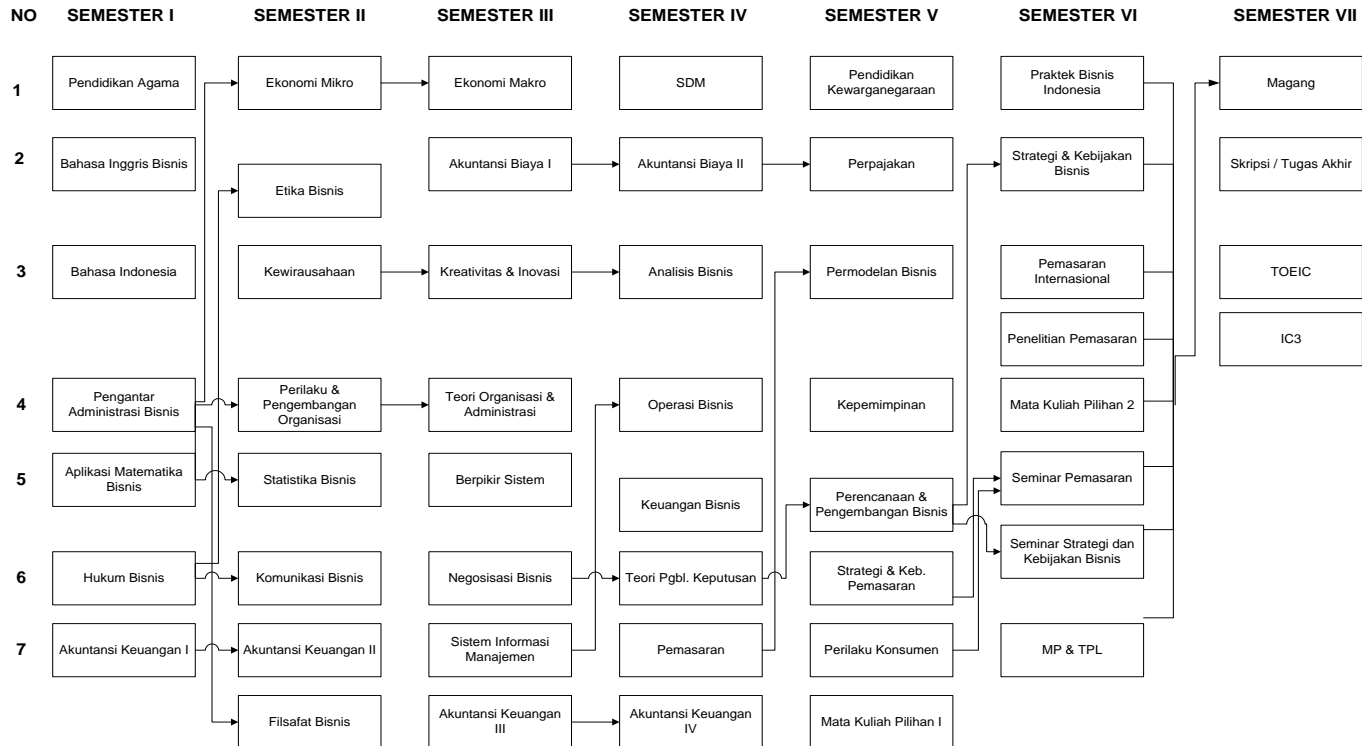 NO SEMESTER I SEMESTER II SEMESTER III SEMESTER IV SEMESTER V SEMESTER VI SEMESTER VII
1
Pendidikan Agama
Ekonomi Mikro
Ekonomi Makro
SDM
Pendidikan
Kewarganegaraan
Praktek Bisnis
Indonesia
Magang
2
Bahasa Inggris Bisnis
Etika Bisnis
Akuntansi Biaya I
Akuntansi Biaya II
Perpajakan
Strategi & Kebijakan
Bisnis
Skripsi / Tugas Akhir
3
Bahasa Indonesia
Kewirausahaan
Kreativitas & Inovasi
Analisis Bisnis
Permodelan Bisnis
Pemasaran
Internasional
TOEIC
Penelitian Pemasaran
IC3
4
Pengantar
Administrasi Bisnis
Perilaku &
Pengembangan
Organisasi
Teori Organisasi &
Administrasi
Operasi Bisnis
Kepemimpinan
Mata Kuliah Pilihan 2
5
Aplikasi Matematika
Bisnis
Statistika Bisnis
Berpikir Sistem
Keuangan Bisnis
Perencanaan &
Pengembangan Bisnis
Seminar Pemasaran
6
Hukum Bisnis
Komunikasi Bisnis
Negosisasi Bisnis
Teori Pgbl. Keputusan
Strategi & Keb.
Pemasaran
Seminar Strategi dan
Kebijakan Bisnis
7
Akuntansi Keuangan I
Akuntansi Keuangan II
Sistem Informasi
Manajemen
Pemasaran
Perilaku Konsumen
MP & TPL
Filsafat Bisnis
Akuntansi Keuangan
III
Akuntansi Keuangan
IV
Mata Kuliah Pilihan I